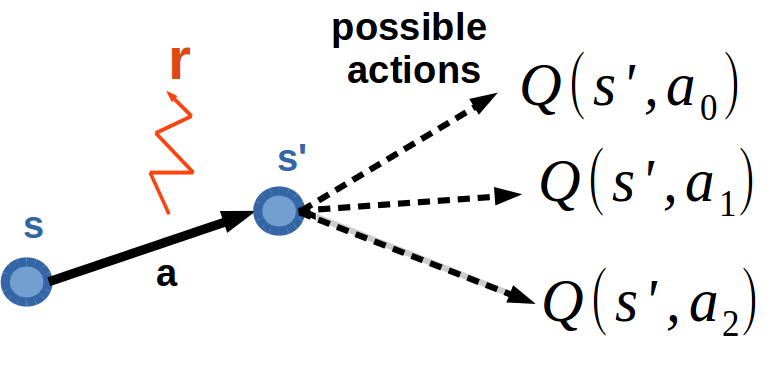 possible
actions
r
Q(s',a₀)
s'
Q(s',a₁)
s
a
Q(s',a₂)